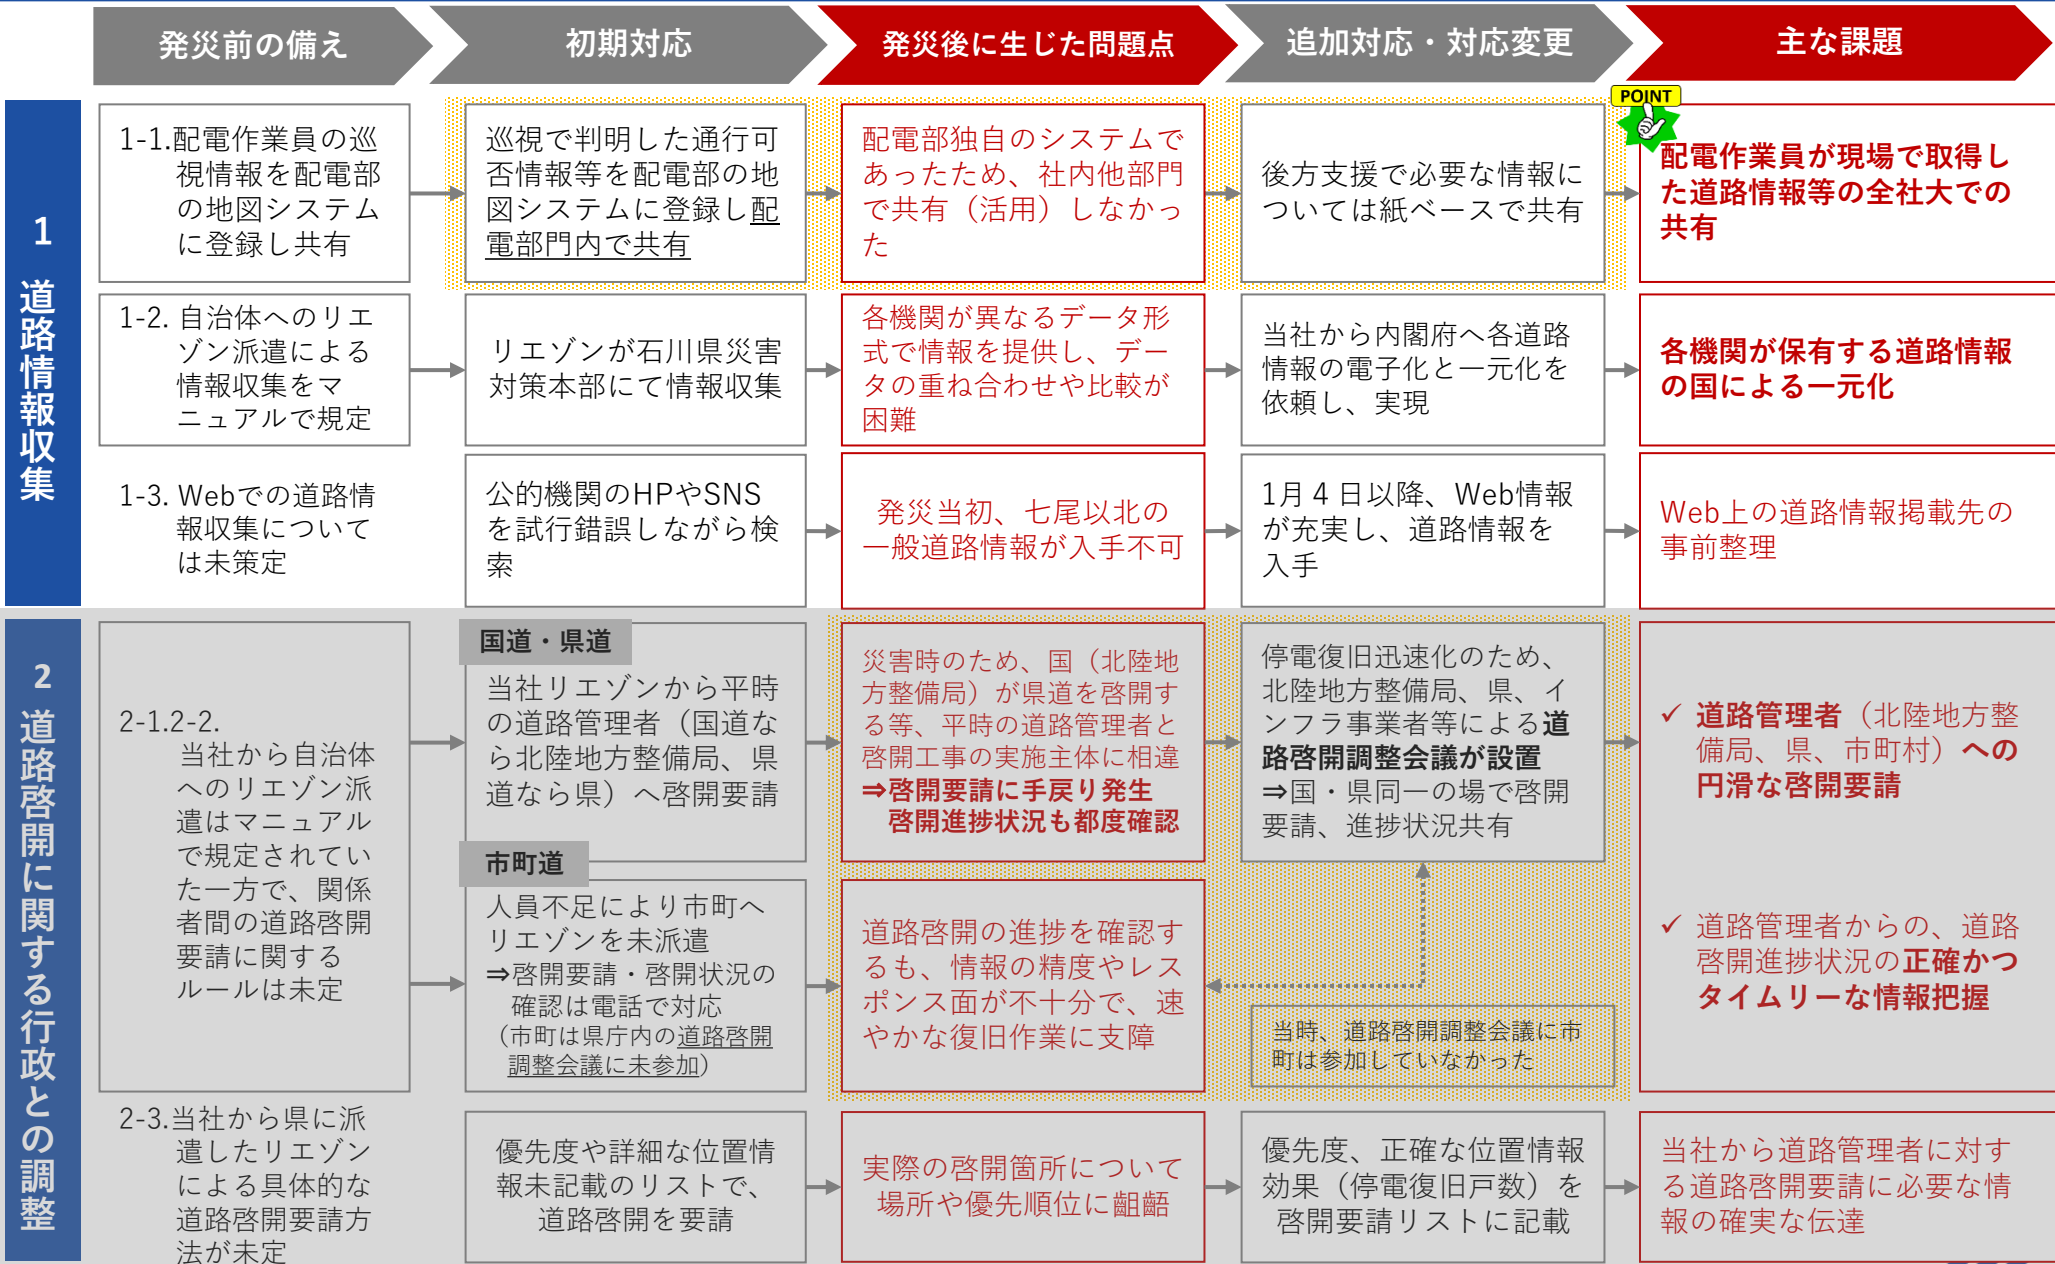 発災前の備え
初期対応
発災後に生じた問題点
追加対応・対応変更
主な課題
1 道路情報収集
1-1.配電作業員の巡
視情報を配電部
の地図システム
に登録し共有
巡視で判明した通行可
否情報等を配電部の地
図システムに登録し配
電部門内で共有
配電部独自のシステムで
あったため、社内他部門
で共有（活用）しなかっ
た
後方支援で必要な情報に
ついては紙ベースで共有
POINT
配電作業員が現場で取得し
た道路情報等の全社大での
共有
1-2. 自治体へのリエ
ゾン派遣による
情報収集をマ
ニュアルで規定
リエゾンが石川県災害
対策本部にて情報収集
各機関が異なるデータ形
式で情報を提供し、デー
タの重ね合わせや比較が
困難
当社から内閣府へ各道路
情報の電子化と一元化を
依頼し、実現
各機関が保有する道路情報
の国による一元化
1-3. Webでの道路情
報収集について
は未策定
公的機関のHPやSNS
を試行錯誤しながら検
索
発災当初、七尾以北の
一般道路情報が入手不可
1月４日以降、Web情報
が充実し、道路情報を
入手
Web上の道路情報掲載先の
事前整理
2 道路啓開に関する行政との調整
2-1.2-2.
当社から自治体
へのリエゾン派
遣はマニュアル
で規定されてい
た一方で、関係
者間の道路啓開
要請に関する
ルールは未定
国道・県道
当社リエゾンから平時
の道路管理者（国道な
ら北陸地方整備局、県
道なら県）へ啓開要請
災害時のため、国（北陸地
方整備局）が県道を啓開す
る等、平時の道路管理者と
啓開工事の実施主体に相違
⇒啓開要請に手戻り発生
啓開進捗状況も都度確認
停電復旧迅速化のため、
北陸地方整備局、県、イ
ンフラ事業者等による道
路啓開調整会議が設置
⇒国・県同一の場で啓開
要請、進捗状況共有
✓ 道路管理者（北陸地方整
備局、県、市町村）への
円滑な啓開要請
市町道
人員不足により市町へ
リエゾンを未派遣
⇒啓開要請・啓開状況の
確認は電話で対応
（市町は県庁内の道路啓開
調整会議に未参加）
道路啓開の進捗を確認す
るも、情報の精度やレス
ポンス面が不十分で、速
やかな復旧作業に支障
当時、道路啓開調整会議に市
町は参加していなかった
✓ 道路管理者からの、道路
啓開進捗状況の正確かつ
タイムリーな情報把握
2-3.当社から県に派
遣したリエゾン
による具体的な
道路啓開要請方
法が未定
優先度や詳細な位置情
報未記載のリストで、
道路啓開を要請
実際の啓開箇所について
場所や優先順位に齟齬
優先度、正確な位置情報
効果（停電復旧戸数）を
啓開要請リストに記載
当社から道路管理者に対す
る道路啓開要請に必要な情
報の確実な伝達